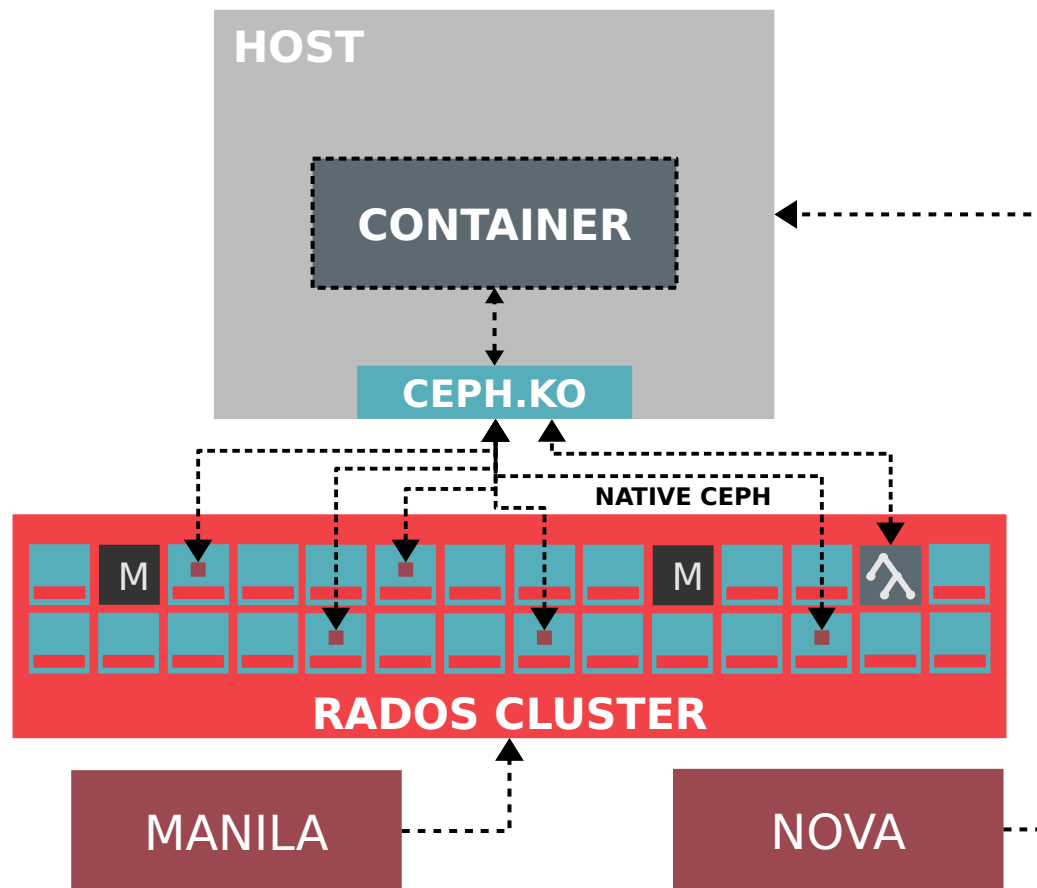 HOST
CONTAINER
CEPH.KO
NATIVE CEPH
M
M
RADOS CLUSTER
MANILA
NOVA